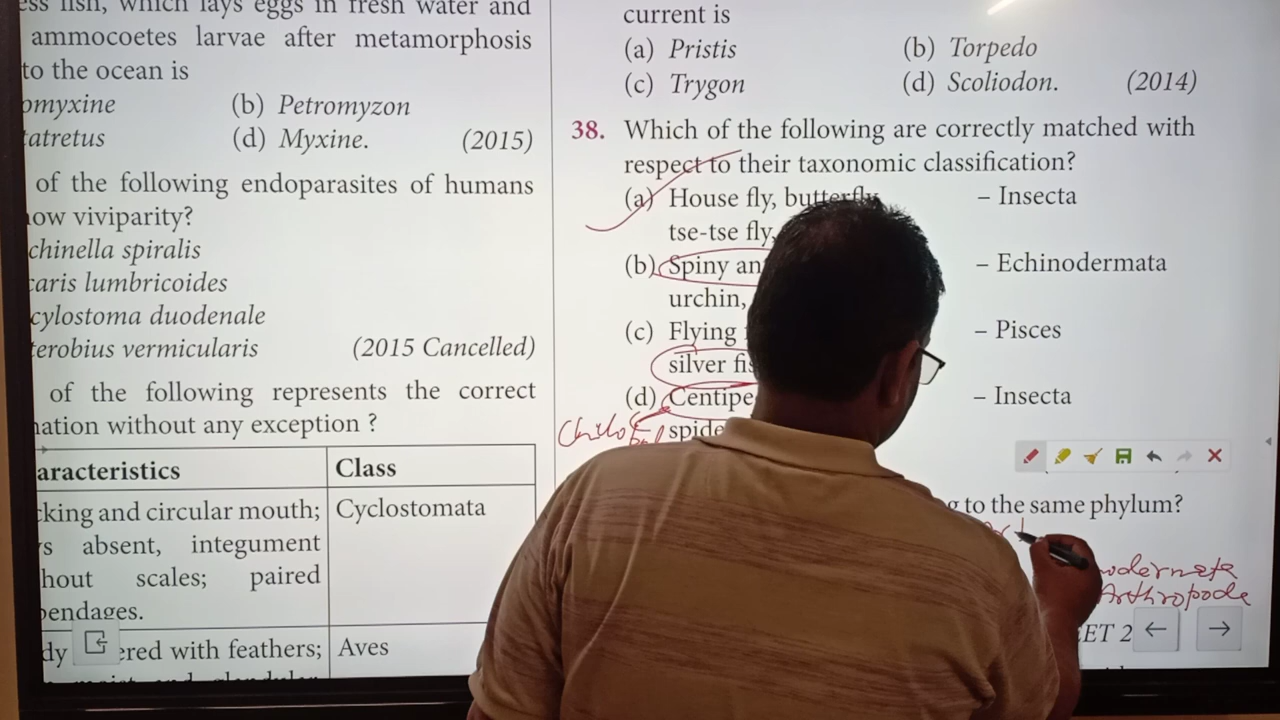 ess fish, which lays eggs in fresh water and
ammocoetes larvae after metamorphosis
to the ocean is
omyxine (b) Petromyzon
tatretus (d) Myxine. (2015)
of the following endoparasites of humans
ow viviparity?
chinella spiralis
caris lumbricoides
cylostoma duodenale
terobius vermicularis (2015 Cancelled)
of the following represents the correct
nation without any exception ?
aracteristics Class
cking and circular mouth; Cyclostomata
s absent, integument
hout scales; paired
pendages.
dy ered with feathers; Aves
current is
(a) Pristis (b) Torpedo
(c) Trygon (d) Scoliodon. (2014)
38. Which of the following are correctly matched with
respect to their taxonomic classification?
(a) House fly, butterfly, – Insecta
tse-tse fly,
(b) Spiny an – Echinodermata
urchin,
(c) Flying – Pisces
silver fis
(d) Centipe – Insecta
spide
g to the same phylum?
odermata
Arthropoda
EET 2